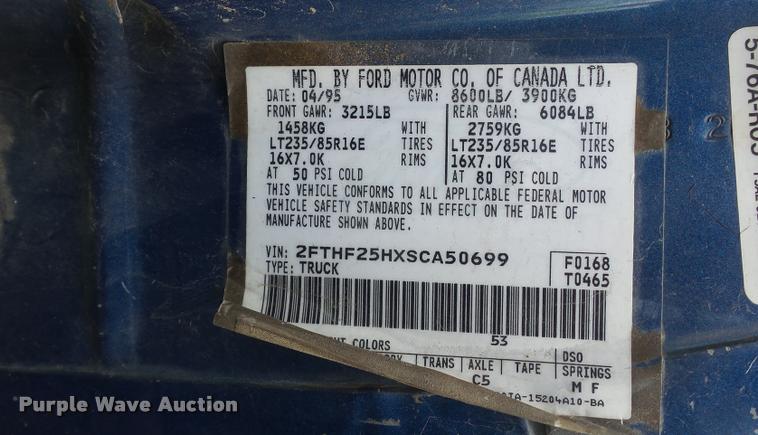 MFD. BY FORD MOTOR CO. OF CANADA LTD.
DATE: 04/95 GVWR: 8600LB/ 3900KG
FRONT GAWR: 3215LB REAR GAWR: 6084LB
1458KG WITH 2759KG WITH
LT235/85R16E TIRES LT235/85R16E TIRES
16X7.0K RIMS 16X7.0K RIMS
AT 50 PSI COLD AT 80 PSI COLD
THIS VEHICLE CONFORMS TO ALL APPLICABLE FEDERAL MOTOR
VEHICLE SAFETY STANDARDS IN EFFECT ON THE DATE OF
MANUFACTURE SHOWN ABOVE.
VIN: 2FTHF25HXSCA50699 F0168
TYPE: TRUCK T0465
COLORS 53
TRANS AXLE TAPE DSO
SPRINGS
C5 M F
-15204A10-BA
Purple Wave Auction